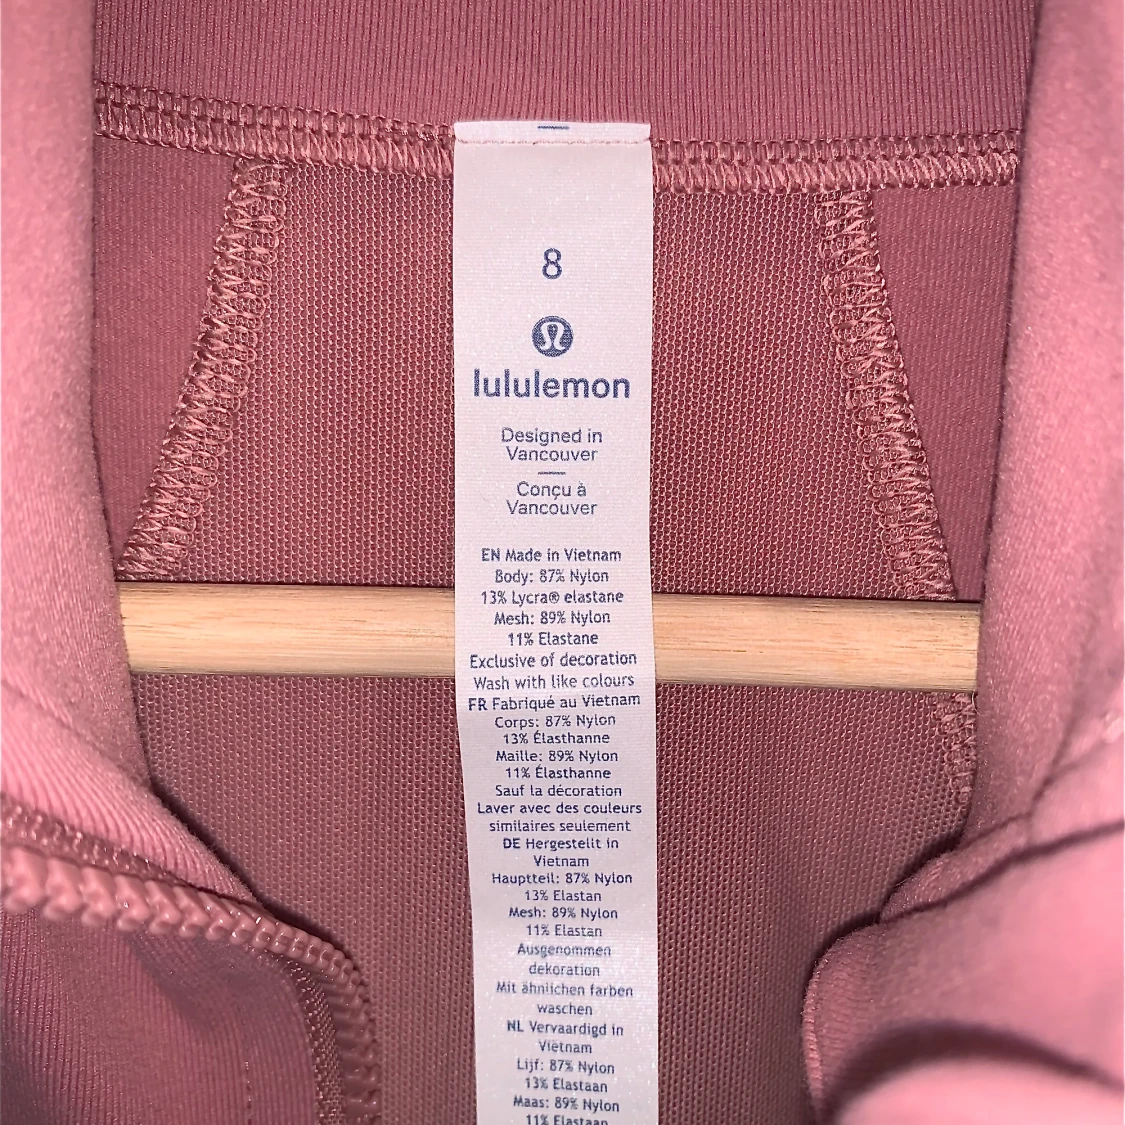 8
lululemon
Designed in
Vancouver
Conçu à
Vancouver
EN Made in Vietnam
Body: 87% Nylon
13% Lycra® elastane
Mesh: 89% Nylon
11% Elastane
Exclusive of decoration
Wash with like colours
FR Fabriqué au Vietnam
Corps: 87% Nylon
13% Élasthanne
Maille: 89% Nylon
11% Élasthanne
Sauf la décoration
Laver avec des couleurs
similaires seulement
DE Hergestellt in
Vietnam
Hauptteil: 87% Nylon
13% Elastan
Mesh: 89% Nylon
11% Elastan
Ausgenommen
dekoration
Mit ähnlichen farben
waschen
NL Vervaardigd in
Viëtnam
Lijf: 87% Nylon
13% Elastaan
Maas: 89% Nylon
11% Elastaan